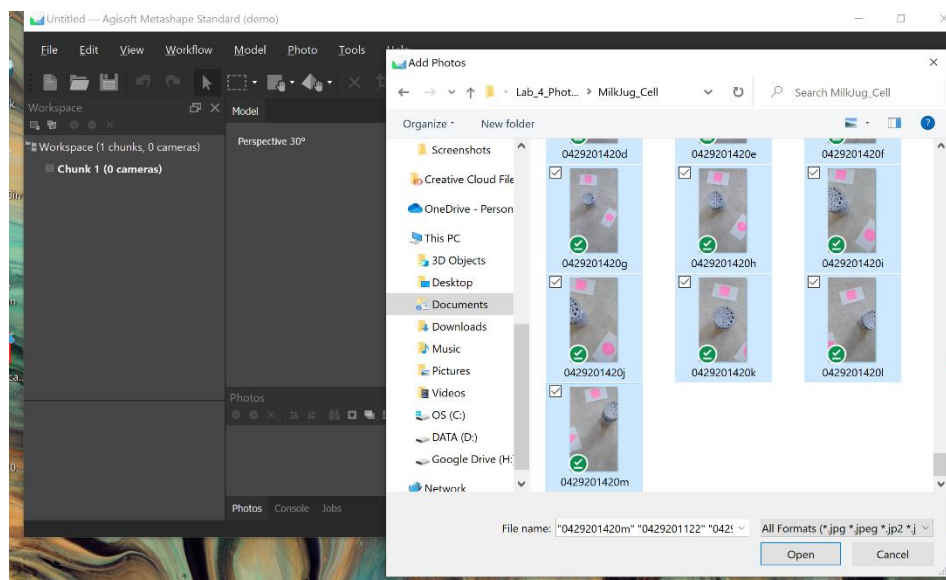 Untitled — Agisoft Metashape Standard (demo)
File Edit View Workflow Model Photo Tools
Workspace
Workspace (1 chunks, 0 cameras)
Chunk 1 (0 cameras)
Model
Perspective 30°
Photos
Photos Console Jobs
Add Photos
Lab_4_Phot... > MilkJug_Cell
Search MilkJug_Cell
Organize
New folder
Screenshots
Creative Cloud File
OneDrive - Person
This PC
3D Objects
Desktop
Documents
Downloads
Music
Pictures
Videos
OS (C:)
DATA (D:)
Google Drive (H:
Network
0429201420d 0429201420e 0429201420f
0429201420g 0429201420h 0429201420i
0429201420j 0429201420k 0429201420l
0429201420m
File name: "0429201420m" "0429201122" "042!
All Formats (*.jpg *.jpeg *.jp2 *.j
Open Cancel